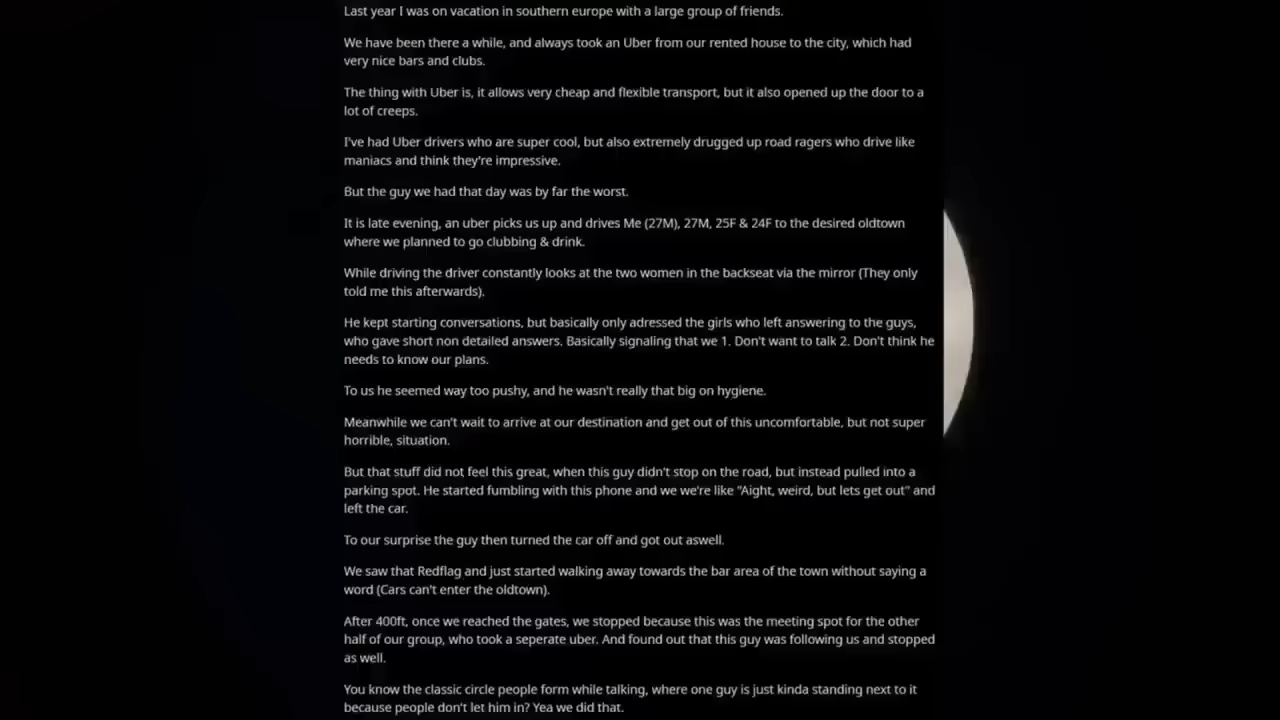 Last year I was on vacation in southern europe with a large group of friends.
We have been there a while, and always took an Uber from our rented house to the city, which had
very nice bars and clubs.
The thing with Uber is, it allows very cheap and flexible transport, but it also opened up the door to a
lot of creeps.
I've had Uber drivers who are super cool, but also extremely drugged up road ragers who drive like
maniacs and think they're impressive.
But the guy we had that day was by far the worst.
It is late evening, an uber picks us up and drives Me (27M), 27M, 25F & 24F to the desired oldtown
where we planned to go clubbing & drink.
While driving the driver constantly looks at the two women in the backseat via the mirror (They only
told me this afterwards).
He kept starting conversations, but basically only adressed the girls who left answering to the guys,
who gave short non detailed answers. Basically signaling that we 1. Don't want to talk 2. Don't think he
needs to know our plans.
To us he seemed way too pushy, and he wasn't really that big on hygiene.
Meanwhile we can't wait to arrive at our destination and get out of this uncomfortable, but not super
horrible, situation.
But that stuff did not feel this great, when this guy didn't stop on the road, but instead pulled into a
parking spot. He started fumbling with this phone and we we're like "Aight, weird, but lets get out" and
left the car.
To our surprise the guy then turned the car off and got out aswell.
We saw that Redflag and just started walking away towards the bar area of the town without saying a
word (Cars can't enter the oldtown).
After 400ft, once we reached the gates, we stopped because this was the meeting spot for the other
half of our group, who took a seperate uber. And found out that this guy was following us and stopped
as well.
You know the classic circle people form while talking, where one guy is just kinda standing next to it
because people don't let him in? Yea we did that.